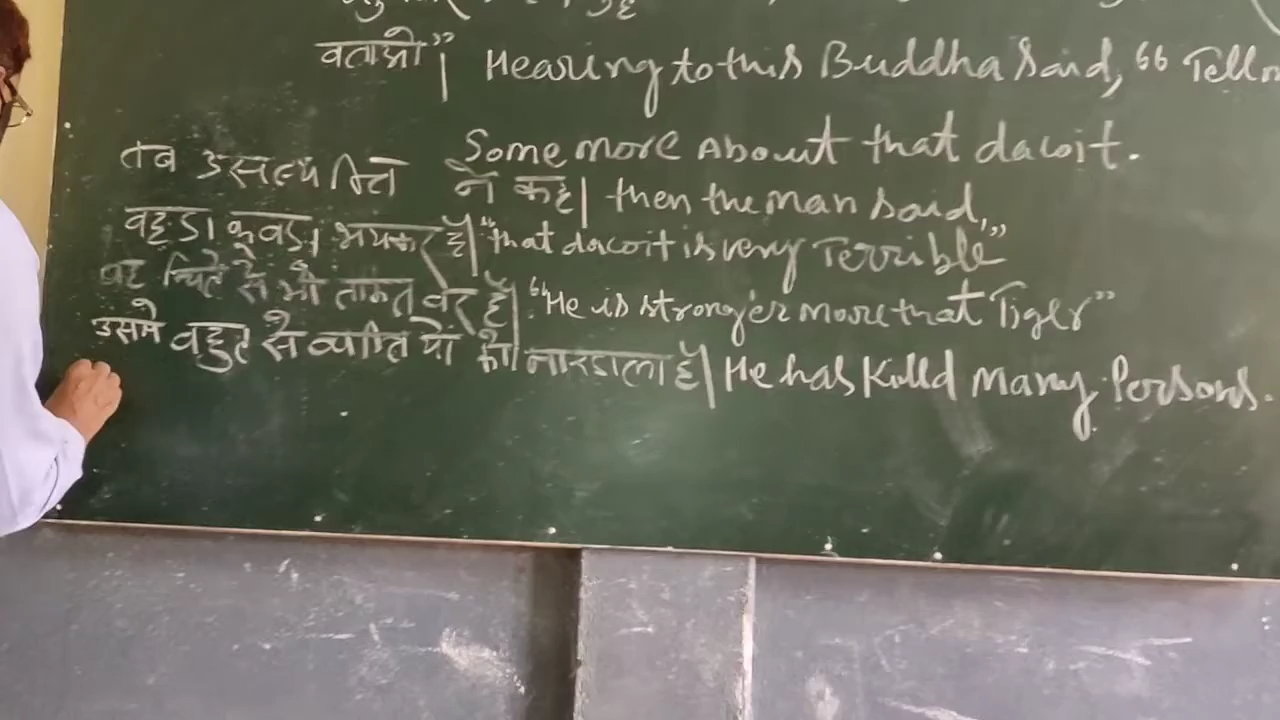 बताओ”| Hearing to this Buddha said, “ Tell
Some more About that dacoit.
तब उस व्यक्ति ने कहा| then the man said,
वह डाकू बड़ा भयंकर है| “that dacoit is very Terrible”
वह चिते से भी ताकतवर है| “He is stronger more that Tiger”
उसने बहुत से व्यक्तियों को मारडाला है| He has Killd Many Persons.